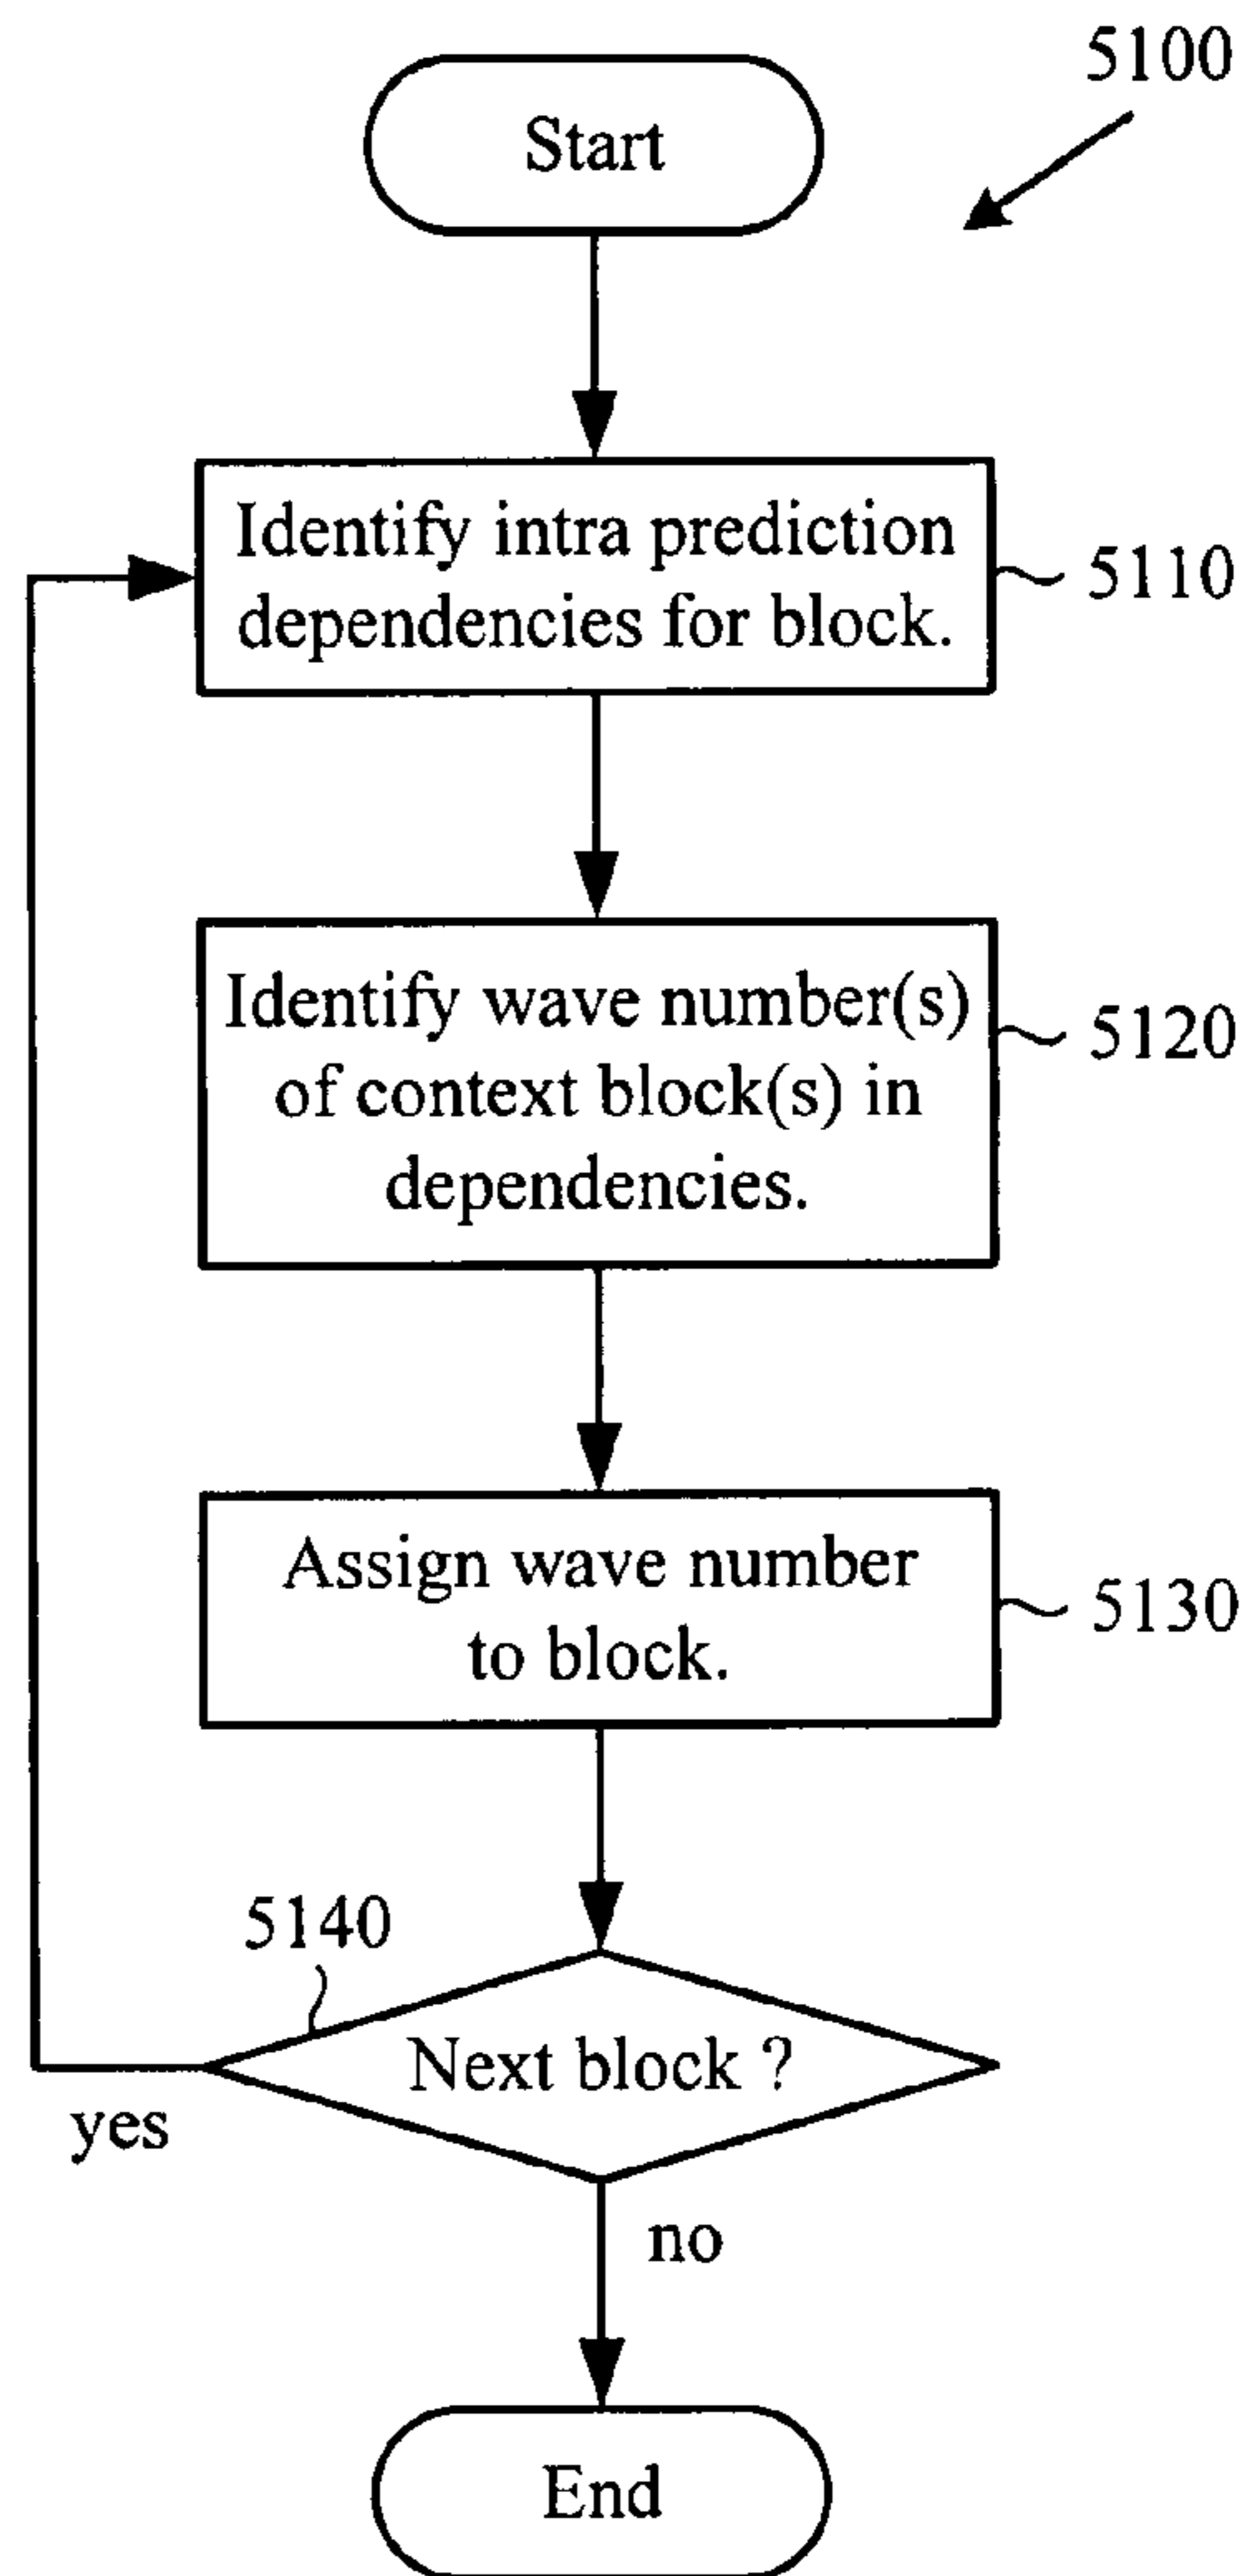 5100
Start
Identify intra prediction
dependencies for block.
5110
Identify wave number(s)
of context block(s) in
dependencies.
5120
Assign wave number
to block.
5130
5140
Next block ?
yes
no
End